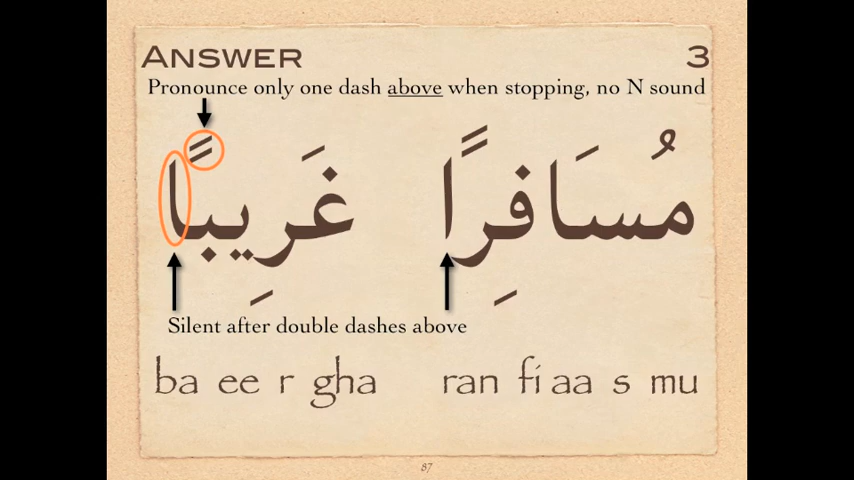 ANSWER 3
Pronounce only one dash above when stopping, no N sound
مُسَافِرًا غَرِيبًا
Silent after double dashes above
ba ee r gha ran fi aa s mu
87